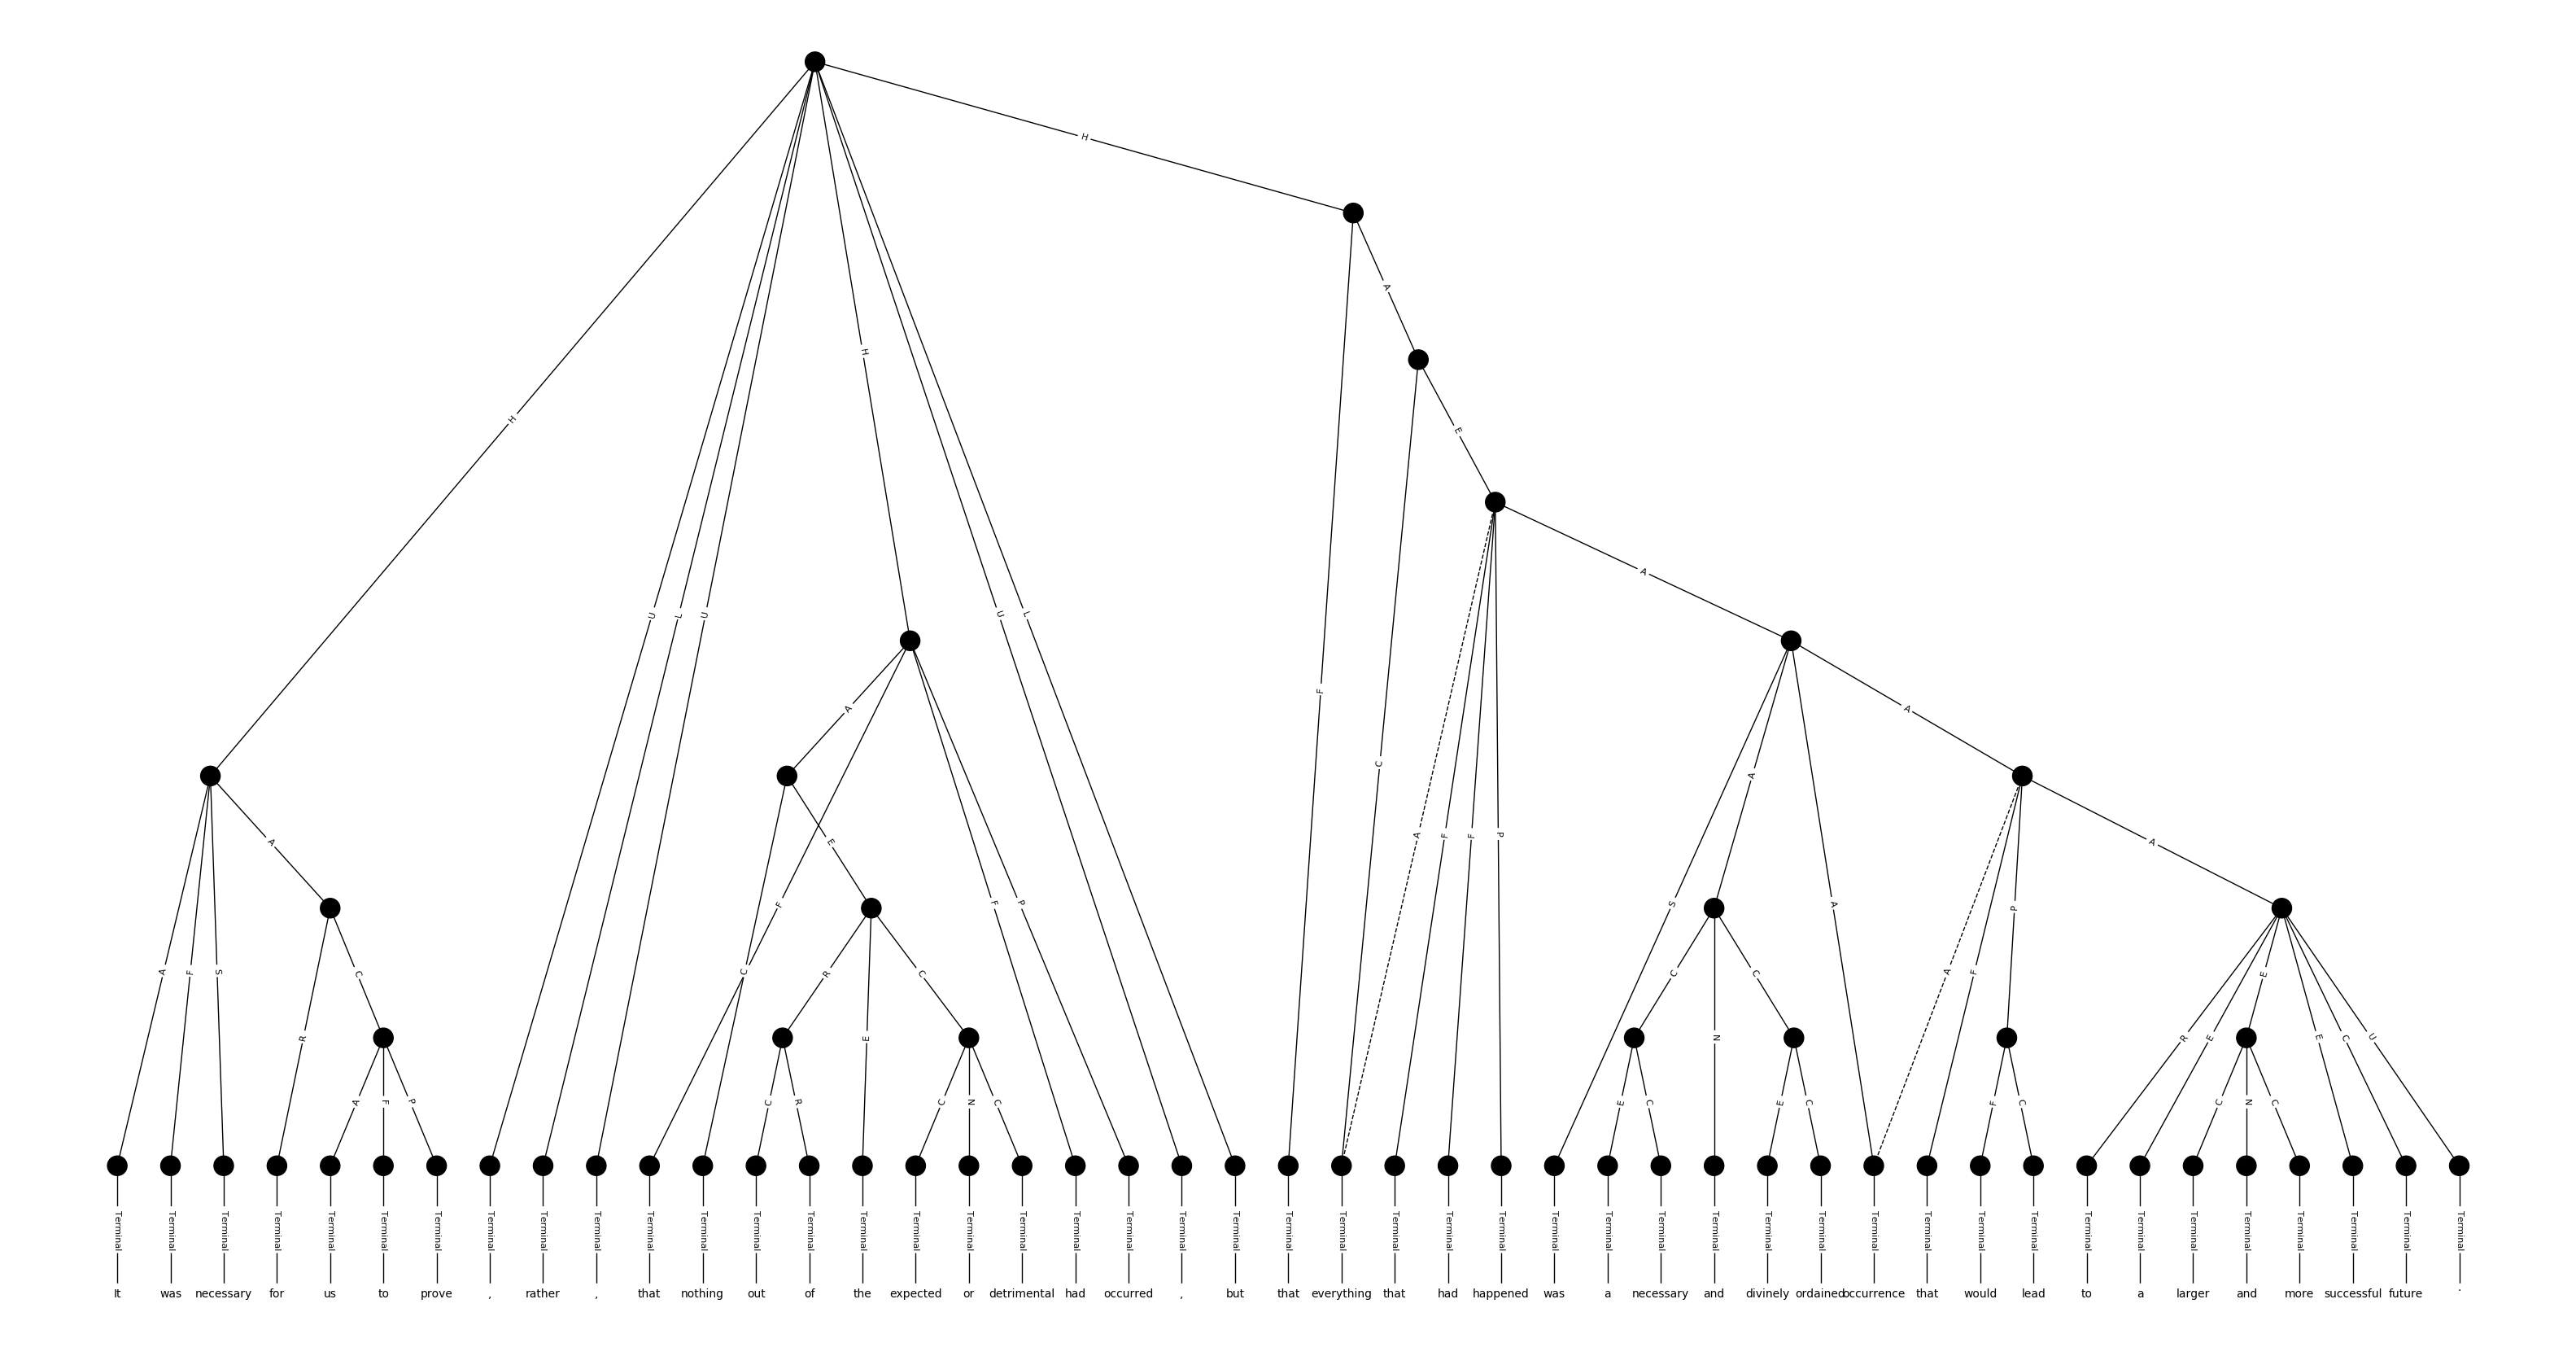 H
H
A
H
E
H
A
U
L
U
U
L
F
A
A
C
A
E
A
A
F
F
P
A
F
S
A
F
P
P
A
F
S
C
C
R
C
C
N
C
A
F
R
E
E
R
E
E
C
U
A
F
P
C
R
C
N
C
E
C
E
C
F
C
C
N
C
Terminal Terminal Terminal Terminal Terminal Terminal Terminal Terminal Terminal Terminal Terminal Terminal Terminal Terminal Terminal Terminal Terminal Terminal Terminal Terminal Terminal Terminal Terminal Terminal Terminal Terminal Terminal Terminal Terminal Terminal Terminal Terminal Terminal Terminal Terminal Terminal Terminal Terminal Terminal Terminal Terminal Terminal Terminal Terminal Terminal
It was necessary for us to prove , rather , that nothing out of the expected or detrimental had occurred , but that everything that had happened was a necessary and divinely ordained occurrence that would lead to a larger and more successful future .